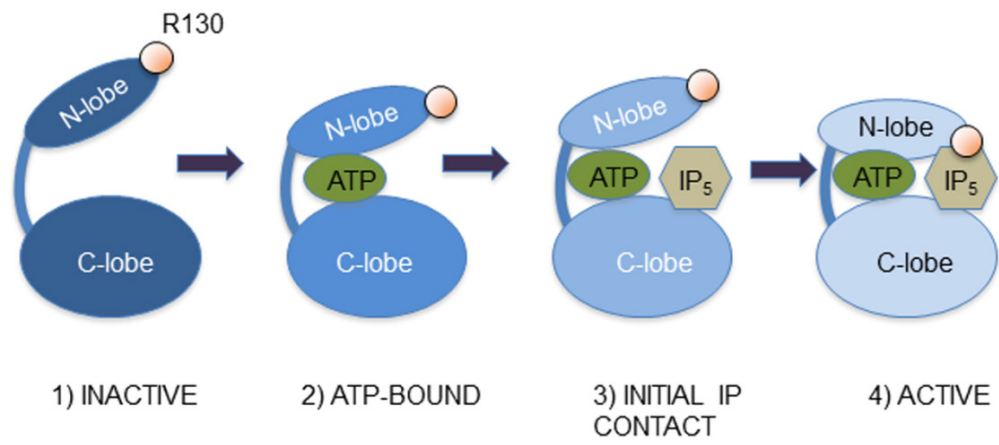 R130
N-lobe
N-lobe
N-lobe
N-lobe
ATP
ATP
IP₅
ATP
IP₅
C-lobe
C-lobe
C-lobe
C-lobe
1) INACTIVE
2) ATP-BOUND
3) INITIAL IP
CONTACT
4) ACTIVE